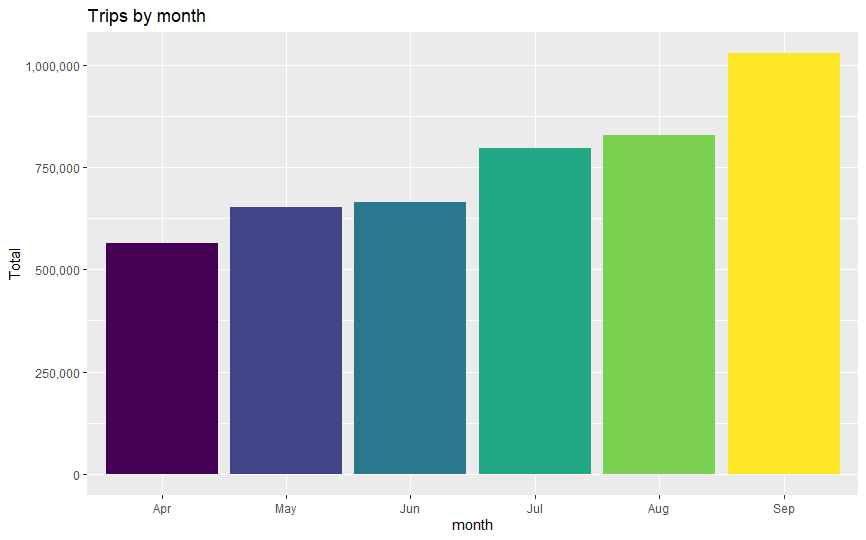 Trips by month
1,000,000
750,000
500,000
250,000
0
Total
Apr May Jun Jul Aug Sep
month